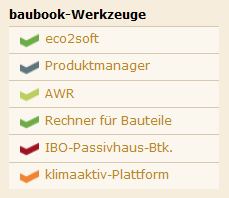 baubook-Werkzeuge
eco2soft
Produktmanager
AWR
Rechner für Bauteile
IBO-Passivhaus-Btk.
klimaaktiv-Plattform